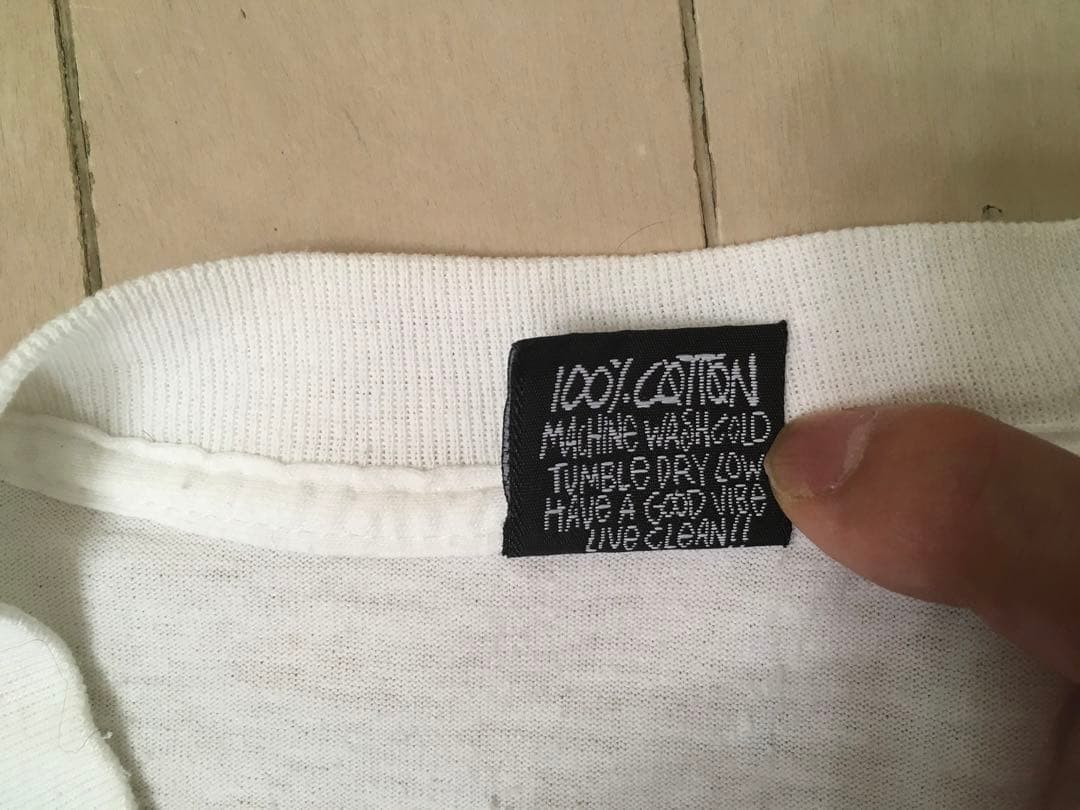 100% COTTON
MACHINE WASH COLD
TUMBLE DRY LOW
HAVE A GOOD VIBE
LIVE CLEAN!!